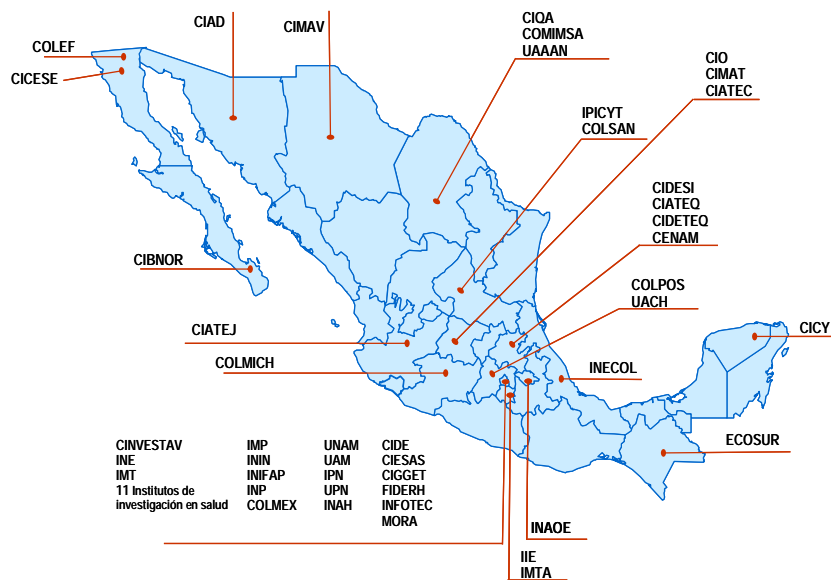 CIAD
CIMAV
CIQA
COMIMSA
UAAAN
COLEF
CICESE
CIO
CIMAT
CIATEC
IPICYT
COLSAN
CIDESI
CIATEQ
CIDETEQ
CENAM
CIBNOR
COLPOS
UACH
CIATEJ
CICY
COLMICH
INECOL
ECOSUR
CINVESTAV
INE
IMT
11 Institutos de
investigación en salud
IMP
ININ
INIFAP
INP
COLMEX
UNAM
UAM
IPN
UPN
INAH
CIDE
CIESAS
CIGGET
FIDERH
INFOTEC
MORA
INAOE
IIE
IMTA